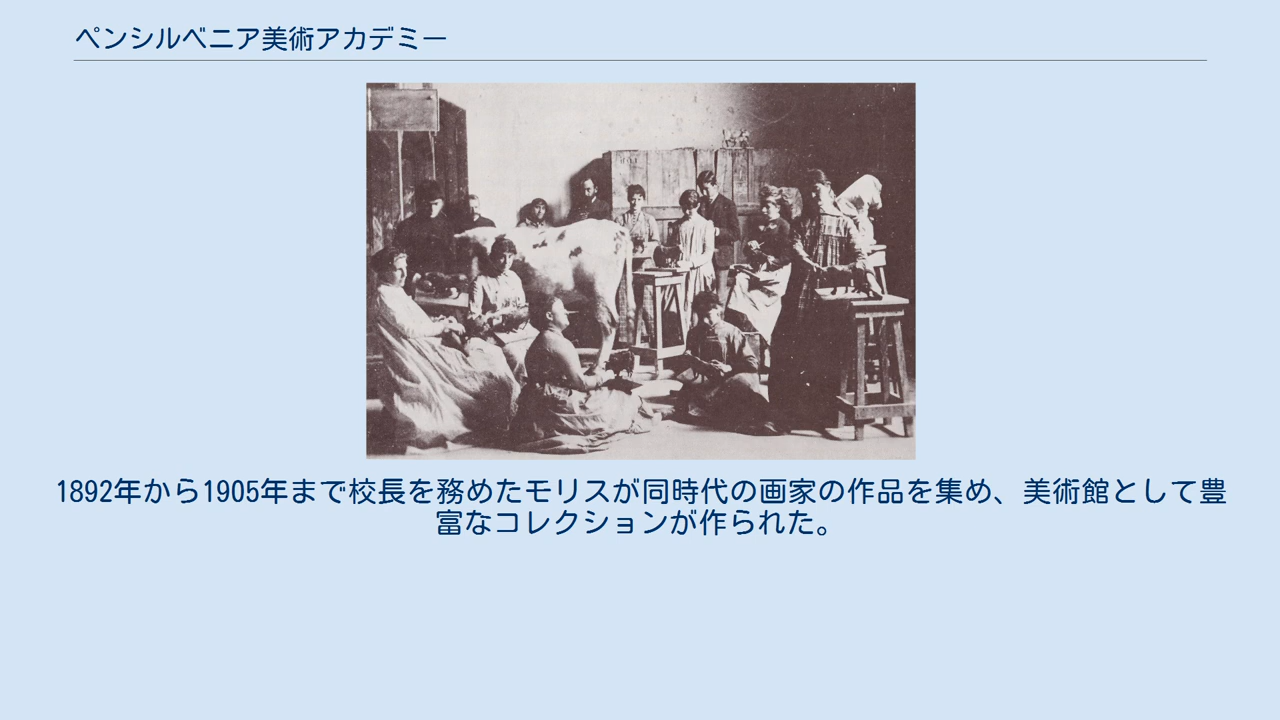 ペンシルベニア美術アカデミー
1892年から1905年まで校長を務めたモリスが同時代の画家の作品を集め、美術館として豊
富なコレクションが作られた。